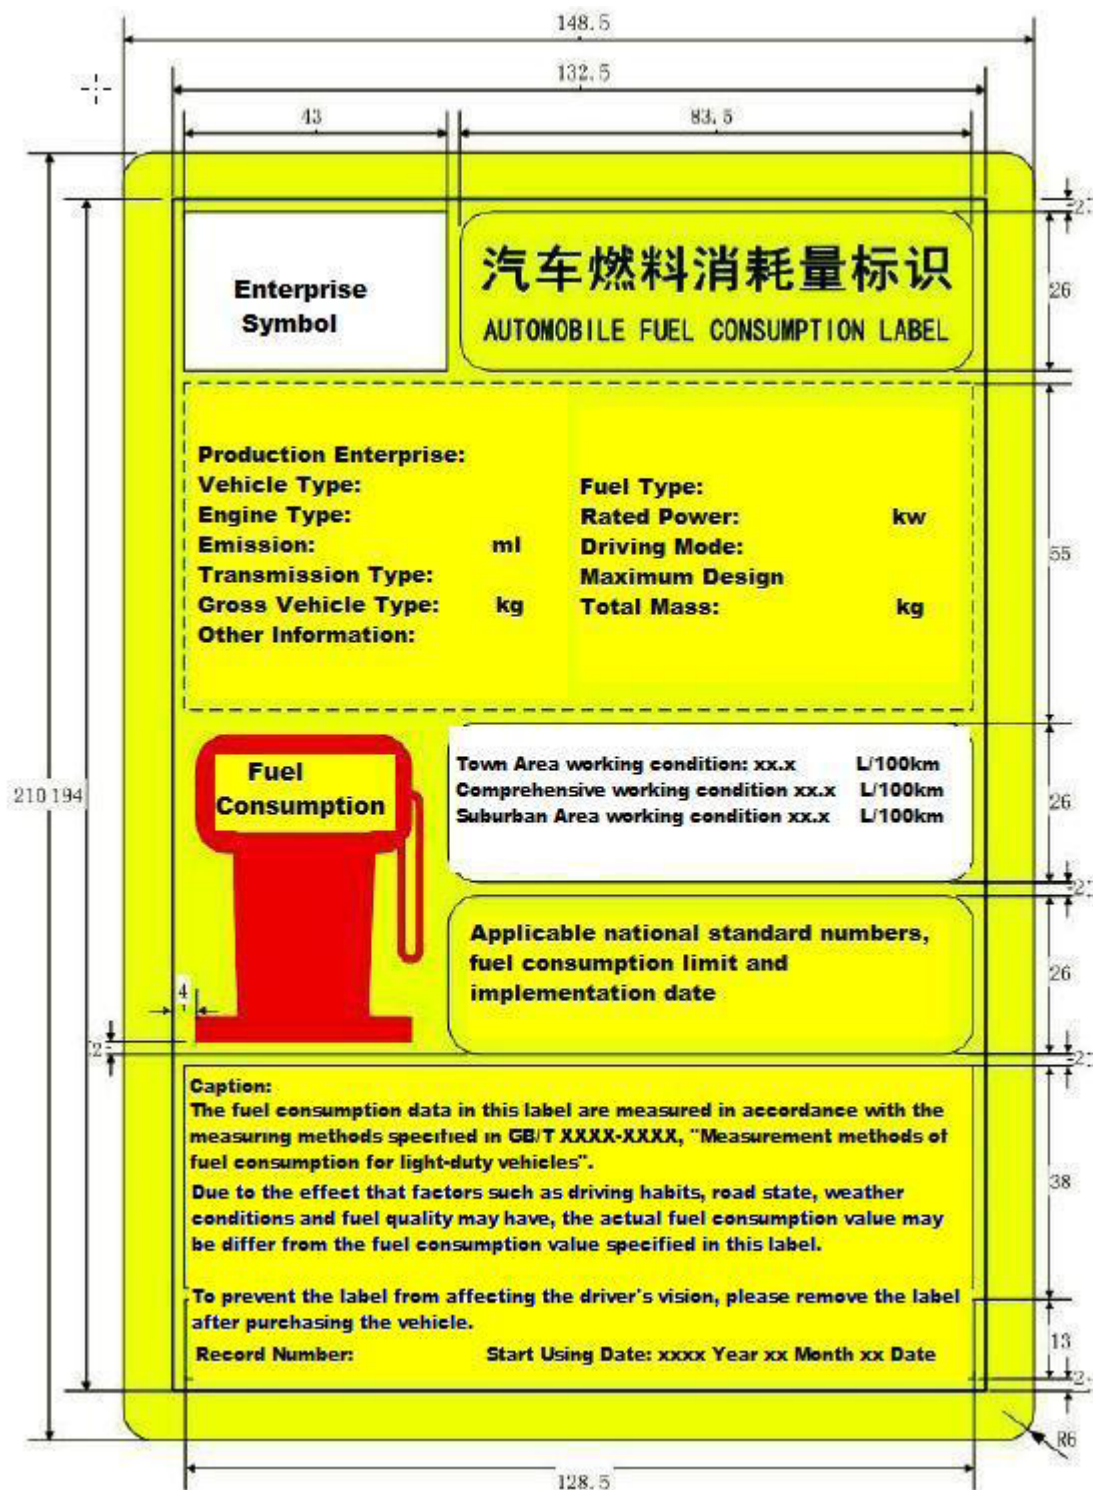 148.5
132.5
43
83.5
2
Enterprise
Symbol
汽车燃料消耗量标识
AUTOMOBILE FUEL CONSUMPTION LABEL
26
Production Enterprise:
Vehicle Type:
Engine Type:
Emission: ml
Transmission Type:
Gross Vehicle Type: kg
Other Information:
Fuel Type:
Rated Power: kw
Driving Mode:
Maximum Design
Total Mass: kg
55
210 194
Fuel
Consumption
Town Area working condition: xx.x L/100km
Comprehensive working condition xx.x L/100km
Suburban Area working condition xx.x L/100km
26
2
Applicable national standard numbers,
fuel consumption limit and
implementation date
26
4
2
2
Caption:
The fuel consumption data in this label are measured in accordance with the
measuring methods specified in GB/T XXXX-XXXX, "Measurement methods of
fuel consumption for light-duty vehicles".
Due to the effect that factors such as driving habits, road state, weather
conditions and fuel quality may have, the actual fuel consumption value may
be differ from the fuel consumption value specified in this label.
38
To prevent the label from affecting the driver's vision, please remove the label
after purchasing the vehicle.
Record Number: Start Using Date: xxxx Year xx Month xx Date
13
2
R6
128.5